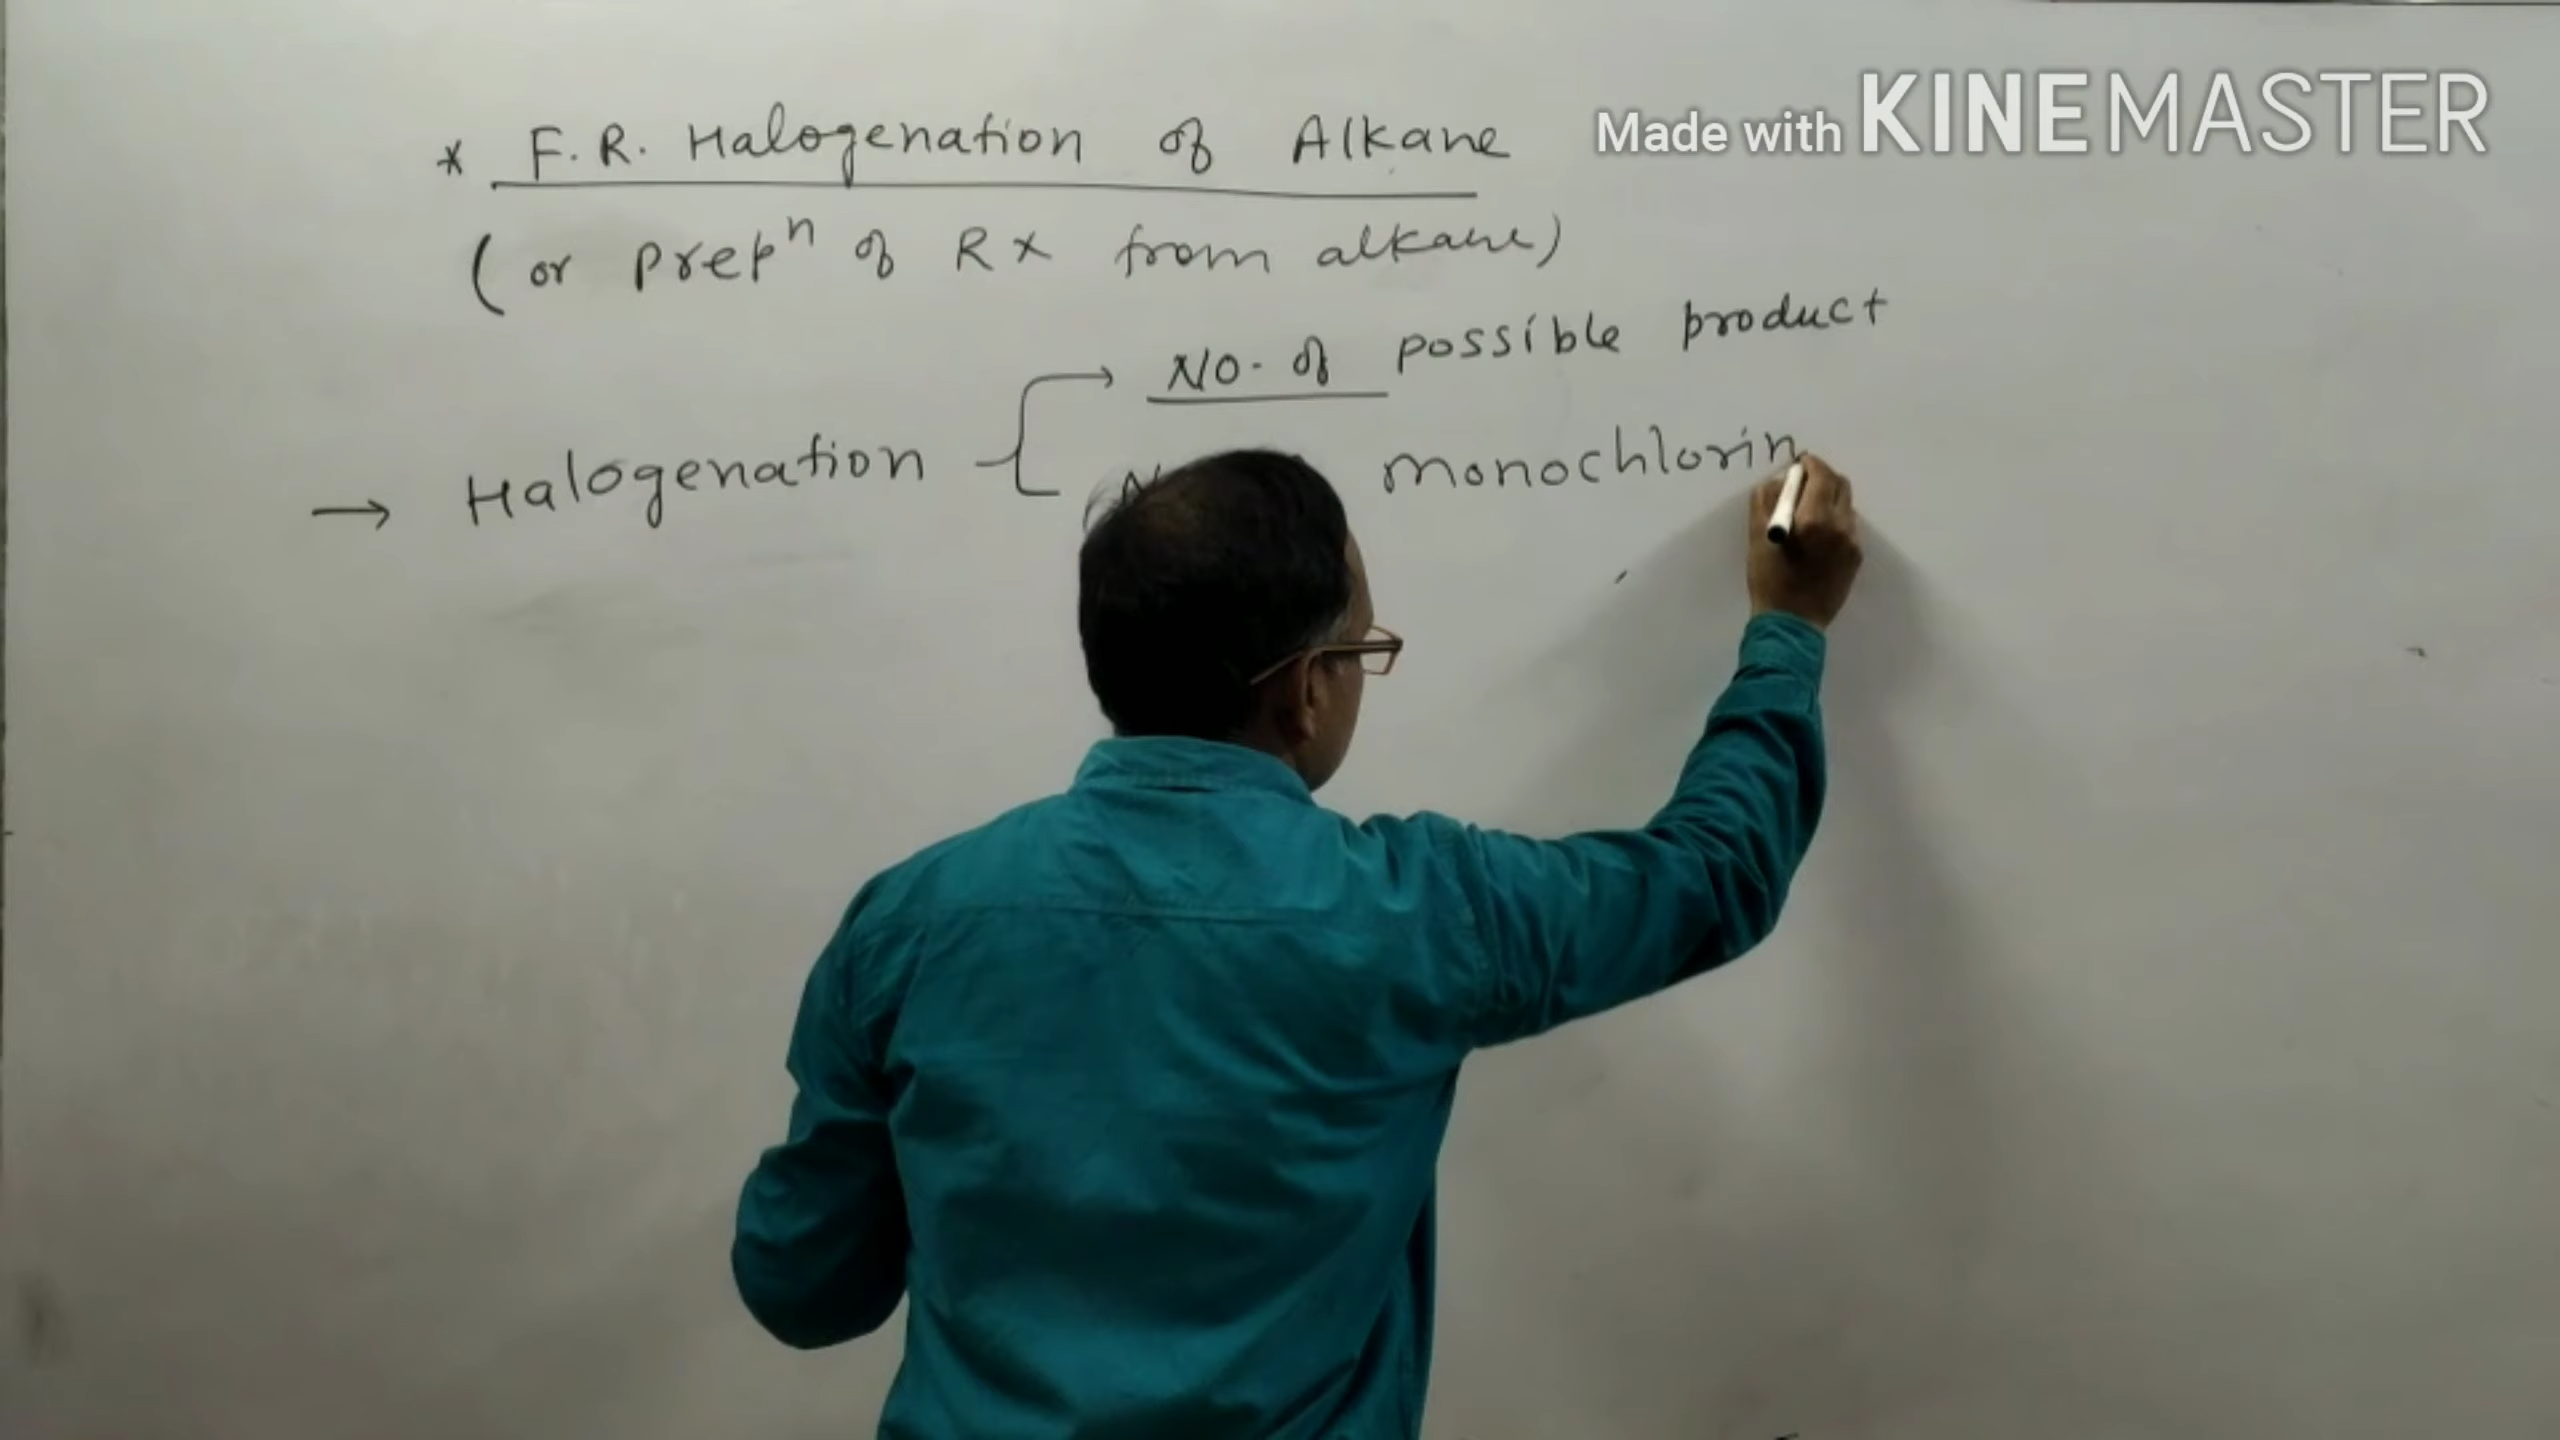 Made with KINEMASTER
* F.R. Halogenation of Alkane
(or prepⁿ of RX from alkane)
→ Halogenation
→ No. of possible product
monochlorin